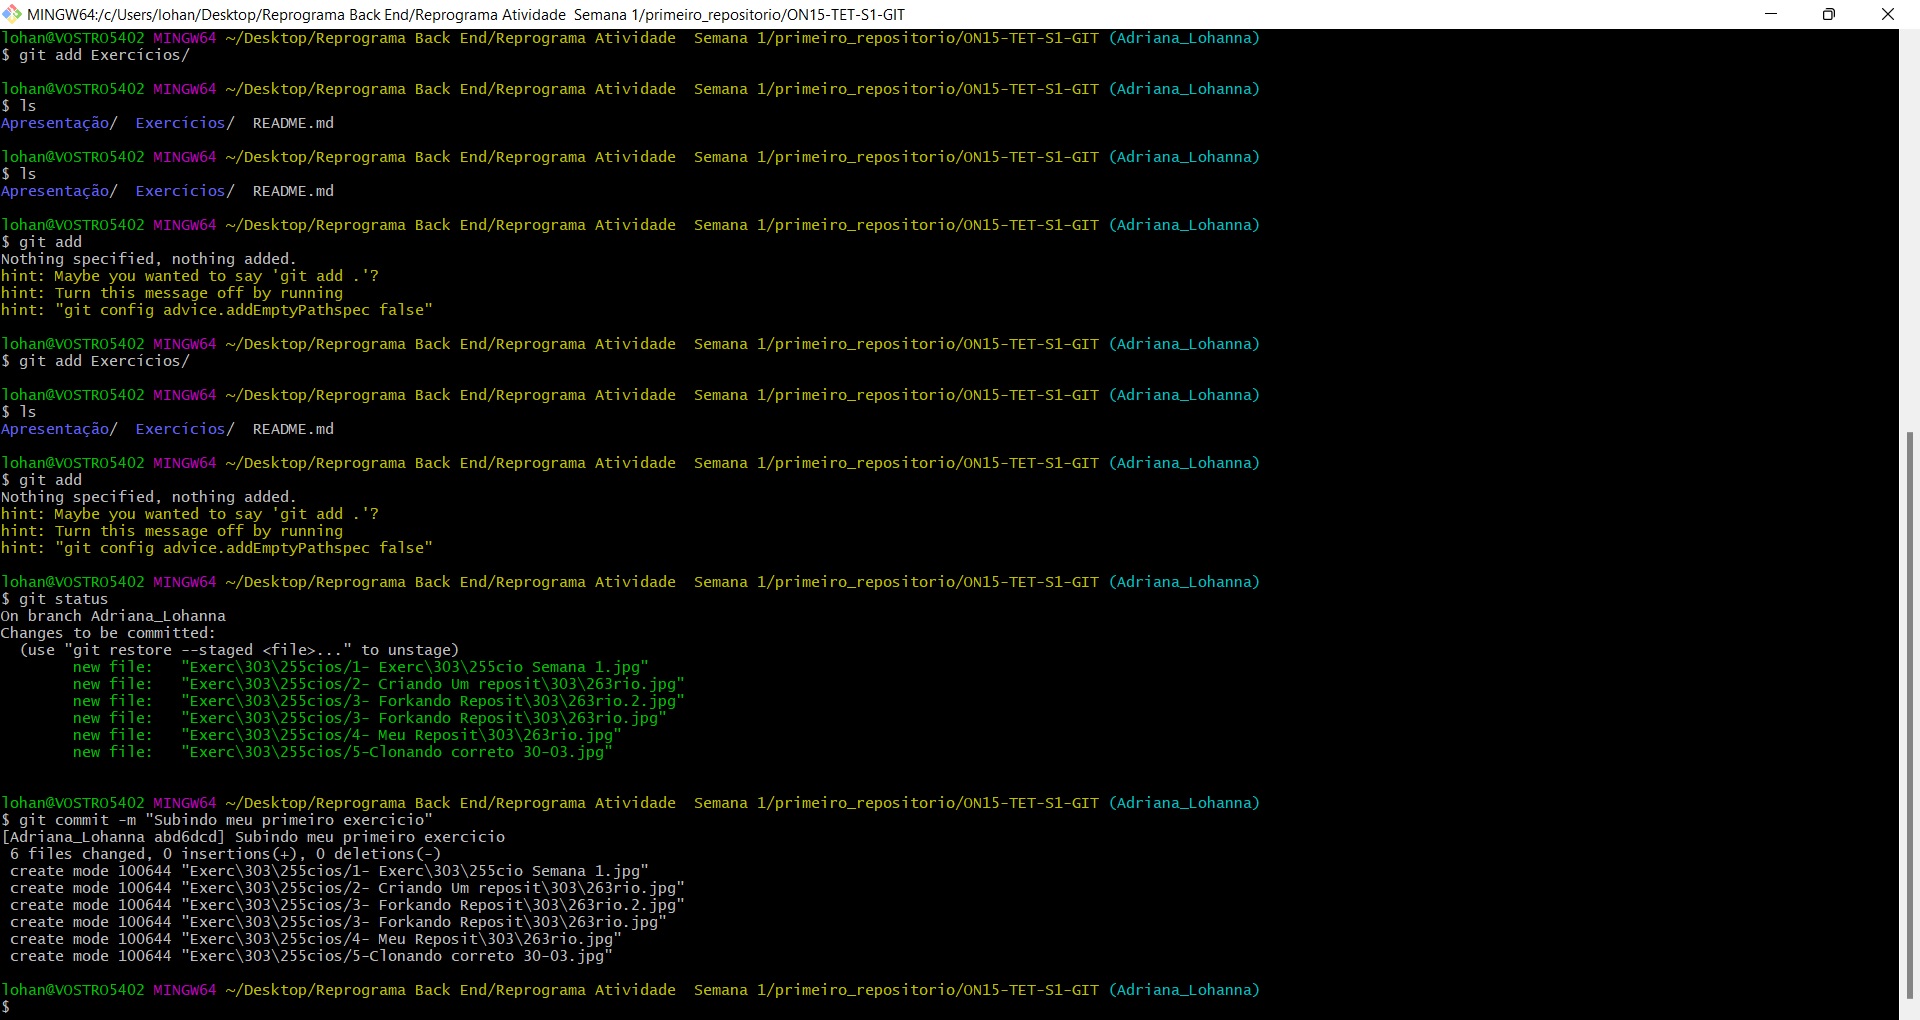 MINGW64:/c/Users/lohan/Desktop/Reprograma Back End/Reprograma Atividade  Semana 1/primeiro_repositorio/ON15-TET-S1-GIT
lohan@VOSTRO5402 MINGW64 ~/Desktop/Reprograma Back End/Reprograma Atividade  Semana 1/primeiro_repositorio/ON15-TET-S1-GIT (Adriana_Lohanna)
$ git add Exercícios/
lohan@VOSTRO5402 MINGW64 ~/Desktop/Reprograma Back End/Reprograma Atividade  Semana 1/primeiro_repositorio/ON15-TET-S1-GIT (Adriana_Lohanna)
$ ls
Apresentação/  Exercícios/  README.md
lohan@VOSTRO5402 MINGW64 ~/Desktop/Reprograma Back End/Reprograma Atividade  Semana 1/primeiro_repositorio/ON15-TET-S1-GIT (Adriana_Lohanna)
$ ls
Apresentação/  Exercícios/  README.md
lohan@VOSTRO5402 MINGW64 ~/Desktop/Reprograma Back End/Reprograma Atividade  Semana 1/primeiro_repositorio/ON15-TET-S1-GIT (Adriana_Lohanna)
$ git add
Nothing specified, nothing added.
hint: Maybe you wanted to say 'git add .'?
hint: Turn this message off by running
hint: "git config advice.addEmptyPathspec false"
lohan@VOSTRO5402 MINGW64 ~/Desktop/Reprograma Back End/Reprograma Atividade  Semana 1/primeiro_repositorio/ON15-TET-S1-GIT (Adriana_Lohanna)
$ git add Exercícios/
lohan@VOSTRO5402 MINGW64 ~/Desktop/Reprograma Back End/Reprograma Atividade  Semana 1/primeiro_repositorio/ON15-TET-S1-GIT (Adriana_Lohanna)
$ ls
Apresentação/  Exercícios/  README.md
lohan@VOSTRO5402 MINGW64 ~/Desktop/Reprograma Back End/Reprograma Atividade  Semana 1/primeiro_repositorio/ON15-TET-S1-GIT (Adriana_Lohanna)
$ git add
Nothing specified, nothing added.
hint: Maybe you wanted to say 'git add .'?
hint: Turn this message off by running
hint: "git config advice.addEmptyPathspec false"
lohan@VOSTRO5402 MINGW64 ~/Desktop/Reprograma Back End/Reprograma Atividade  Semana 1/primeiro_repositorio/ON15-TET-S1-GIT (Adriana_Lohanna)
$ git status
On branch Adriana_Lohanna
Changes to be committed:
  (use "git restore --staged <file>..." to unstage)
        new file:   "Exerc\303\255cios/1- Exerc\303\255cio Semana 1.jpg"
        new file:   "Exerc\303\255cios/2- Criando Um reposit\303\263rio.jpg"
        new file:   "Exerc\303\255cios/3- Forkando Reposit\303\263rio.2.jpg"
        new file:   "Exerc\303\255cios/3- Forkando Reposit\303\263rio.jpg"
        new file:   "Exerc\303\255cios/4- Meu Reposit\303\263rio.jpg"
        new file:   "Exerc\303\255cios/5-Clonando correto 30-03.jpg"
lohan@VOSTRO5402 MINGW64 ~/Desktop/Reprograma Back End/Reprograma Atividade  Semana 1/primeiro_repositorio/ON15-TET-S1-GIT (Adriana_Lohanna)
$ git commit -m "Subindo meu primeiro exercicio"
[Adriana_Lohanna abd6dcd] Subindo meu primeiro exercicio
 6 files changed, 0 insertions(+), 0 deletions(-)
 create mode 100644 "Exerc\303\255cios/1- Exerc\303\255cio Semana 1.jpg"
 create mode 100644 "Exerc\303\255cios/2- Criando Um reposit\303\263rio.jpg"
 create mode 100644 "Exerc\303\255cios/3- Forkando Reposit\303\263rio.2.jpg"
 create mode 100644 "Exerc\303\255cios/3- Forkando Reposit\303\263rio.jpg"
 create mode 100644 "Exerc\303\255cios/4- Meu Reposit\303\263rio.jpg"
 create mode 100644 "Exerc\303\255cios/5-Clonando correto 30-03.jpg"
lohan@VOSTRO5402 MINGW64 ~/Desktop/Reprograma Back End/Reprograma Atividade  Semana 1/primeiro_repositorio/ON15-TET-S1-GIT (Adriana_Lohanna)
$